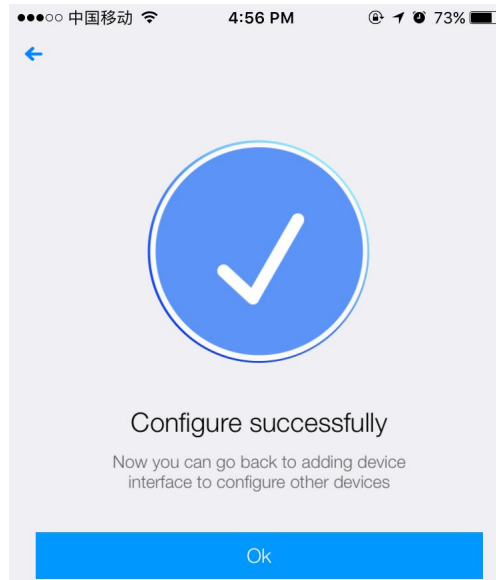 中国移动 4:56 PM 73%
Configure successfully
Now you can go back to adding device
interface to configure other devices
Ok